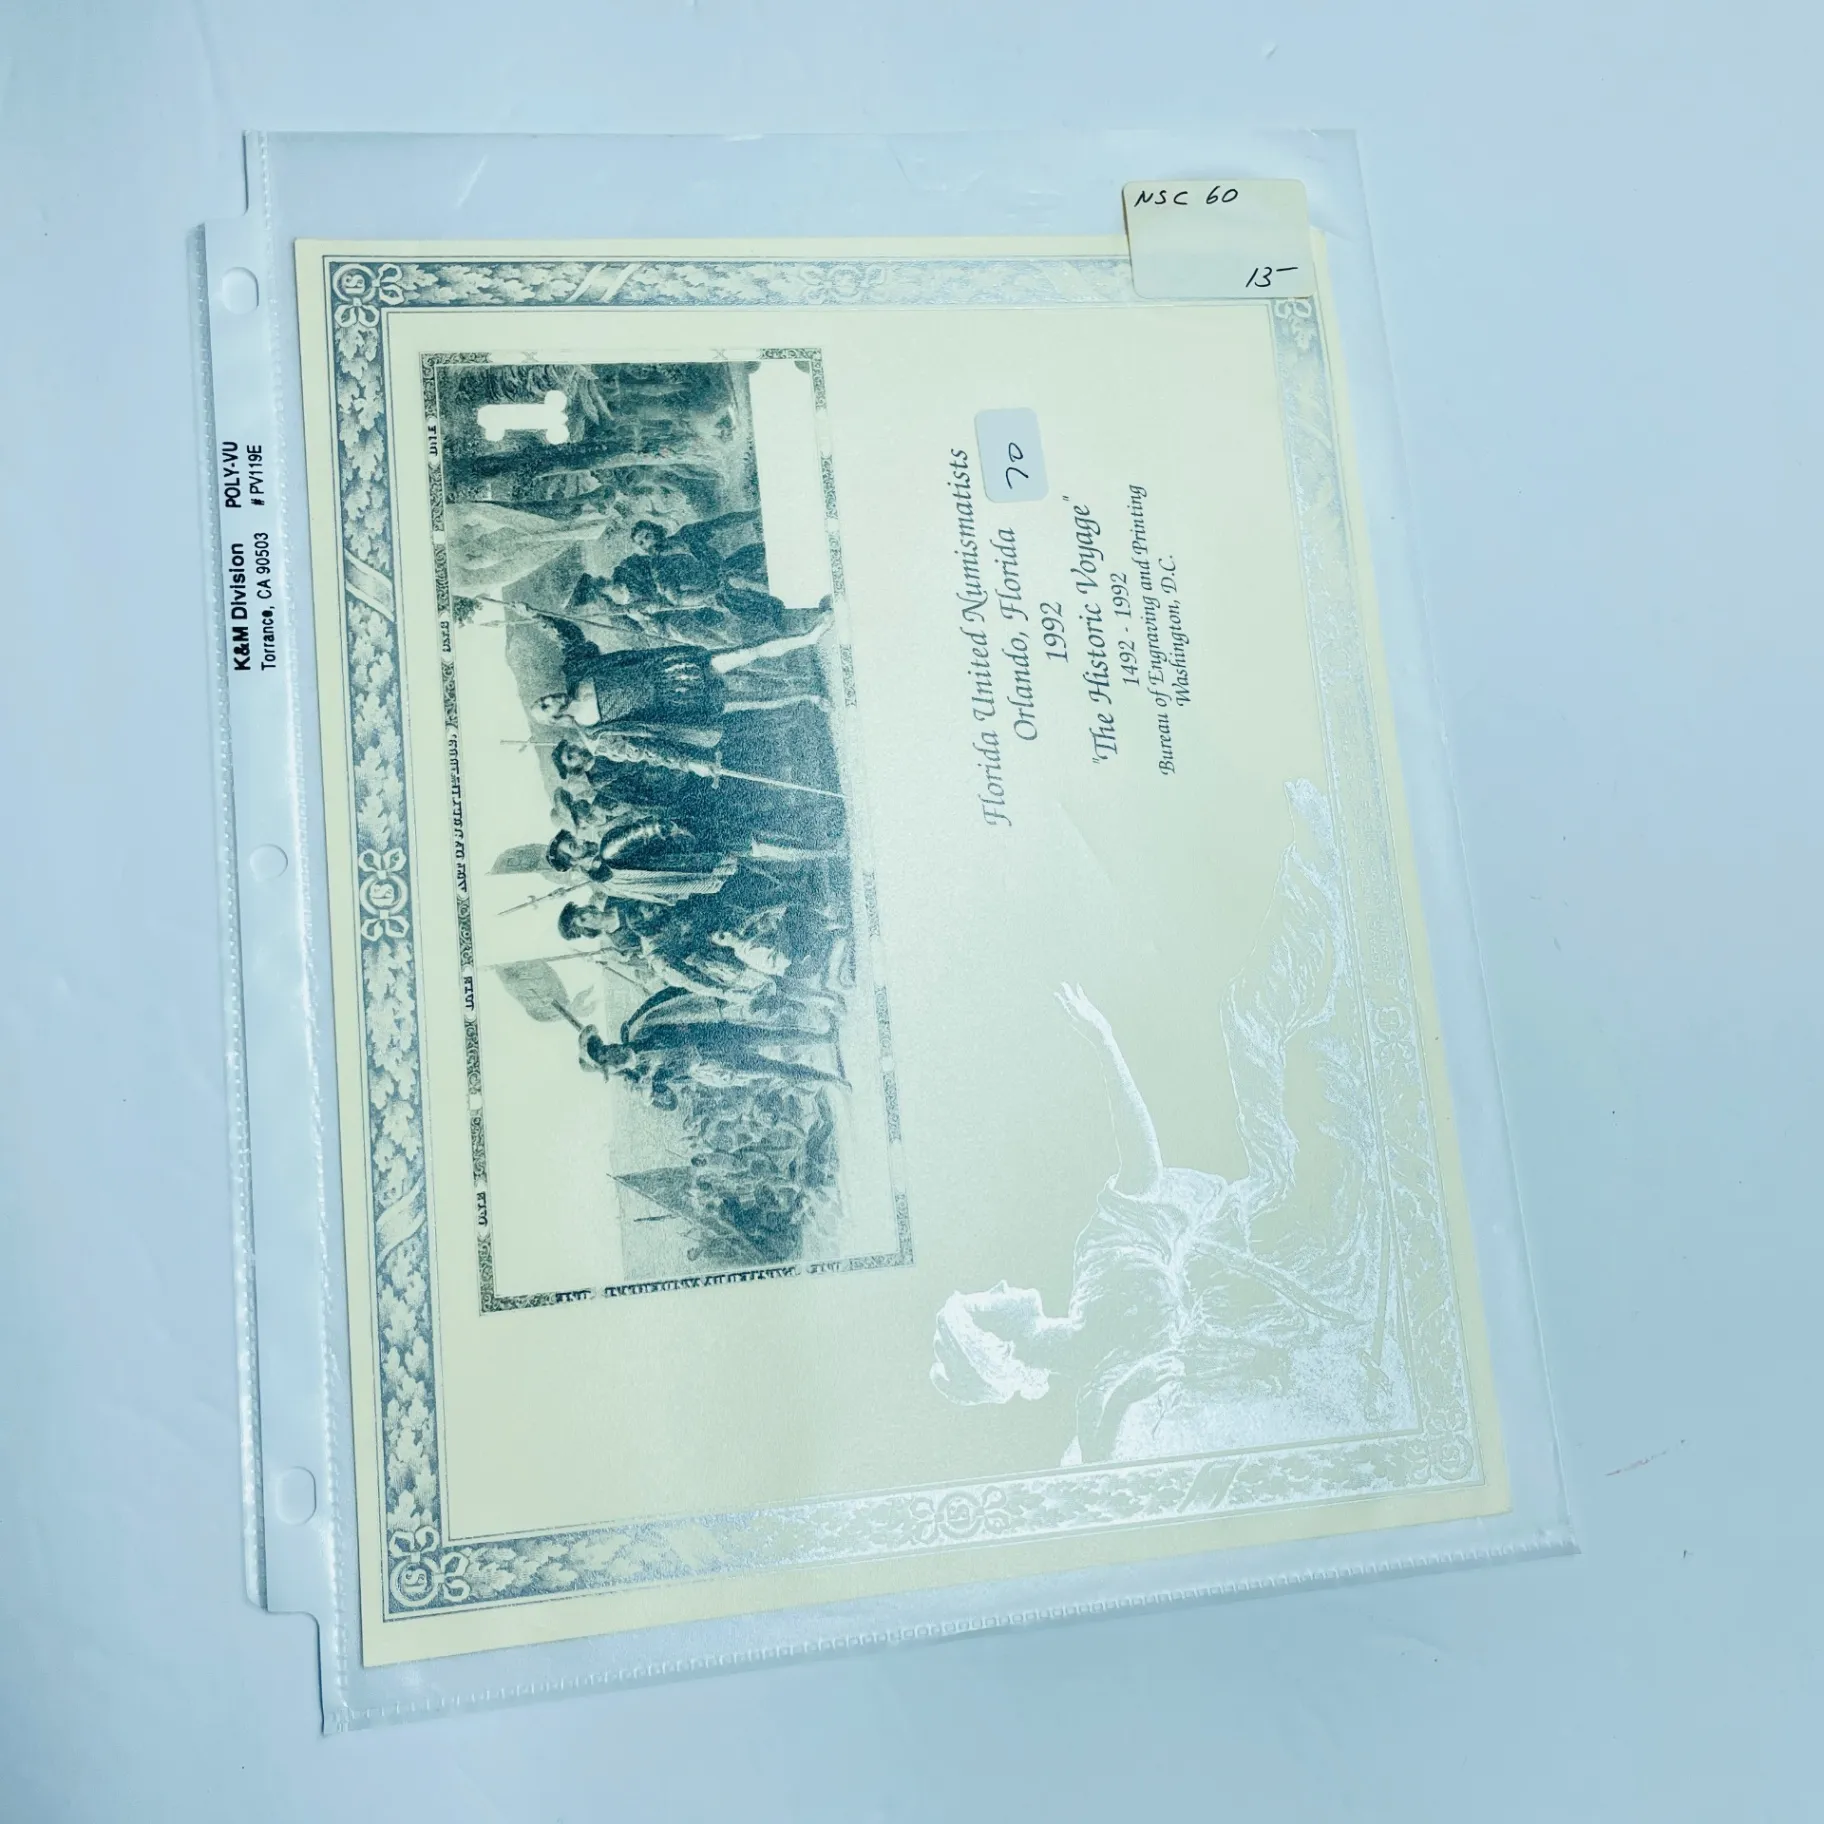 NSC 60
13-
K&M Division POLY-VU
Torrance, CA 90503 # PV119E
1
70
Florida United Numismatists
Orlando, Florida
1992
"The Historic Voyage"
1492 - 1992
Bureau of Engraving and Printing
Washington, D.C.